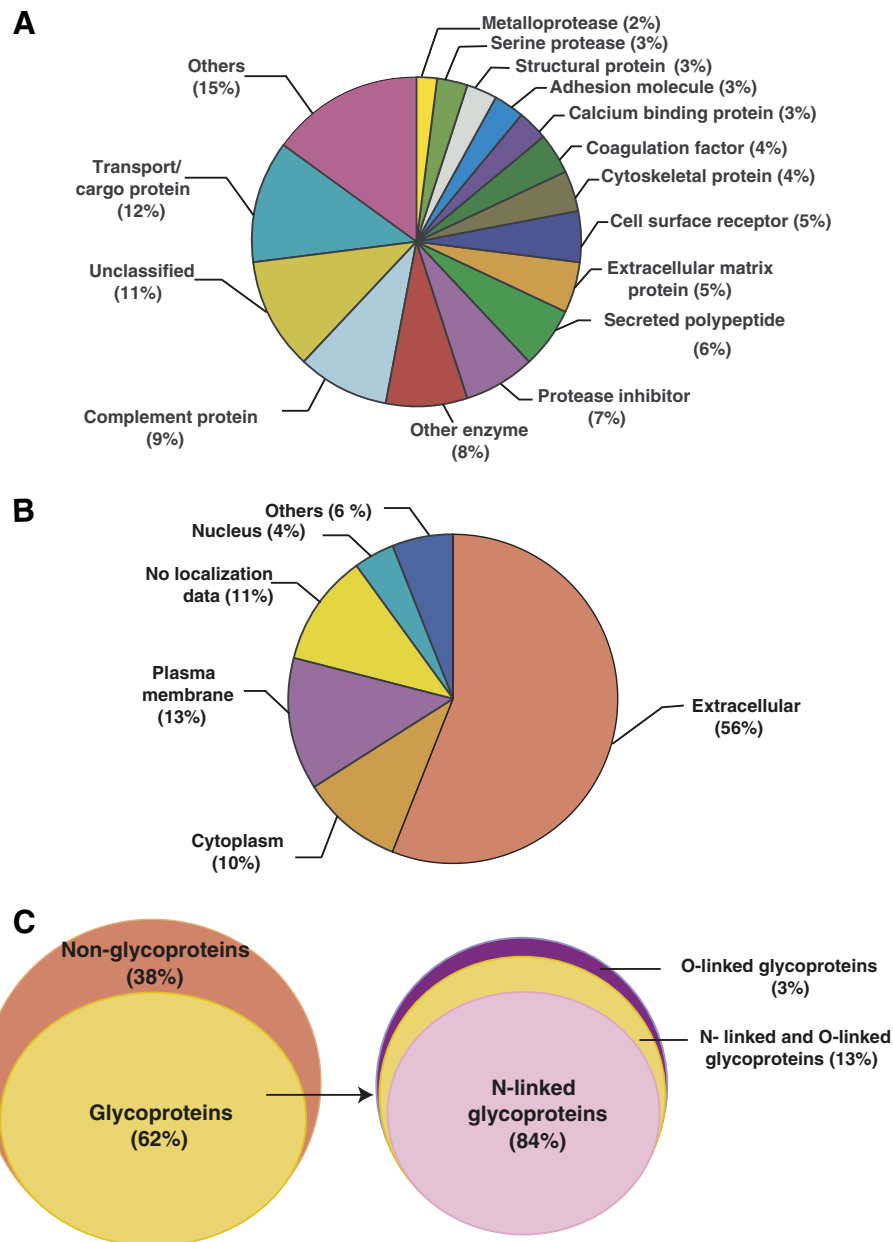 A
Metalloprotease (2%)
Serine protease (3%)
Structural protein (3%)
Adhesion molecule (3%)
Calcium binding protein (3%)
Coagulation factor (4%)
Cytoskeletal protein (4%)
Cell surface receptor (5%)
Extracellular matrix
protein (5%)
Secreted polypeptide
(6%)
Protease inhibitor
(7%)
Other enzyme
(8%)
Complement protein
(9%)
Unclassified
(11%)
Transport/
cargo protein
(12%)
Others
(15%)
B
Others (6 %)
Nucleus (4%)
No localization
data (11%)
Plasma
membrane
(13%)
Cytoplasm
(10%)
Extracellular
(56%)
C
Non-glycoproteins
(38%)
Glycoproteins
(62%)
O-linked glycoproteins
(3%)
N- linked and O-linked
glycoproteins (13%)
N-linked
glycoproteins
(84%)